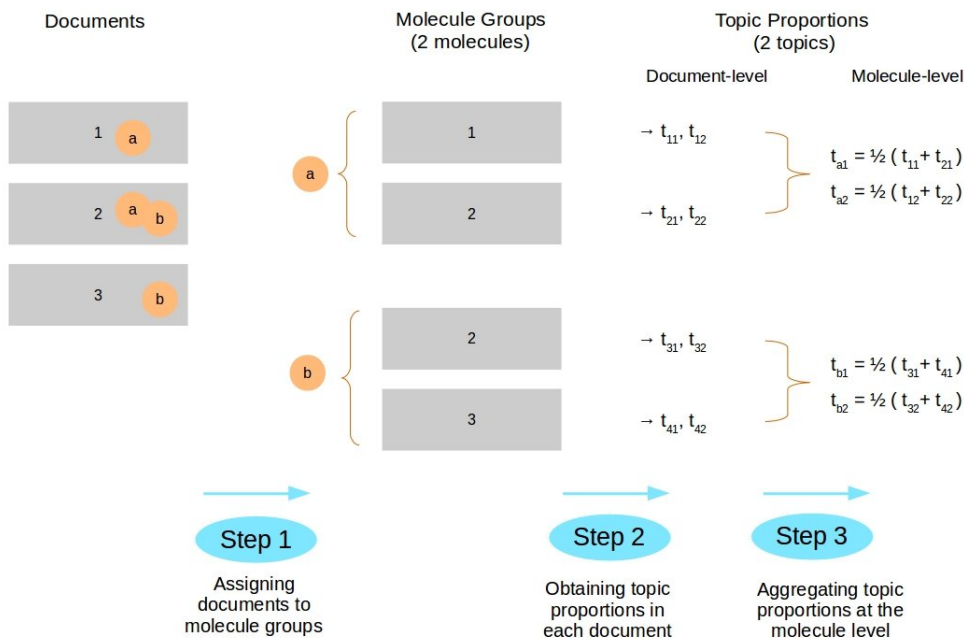 Documents
Molecule Groups
(2 molecules)
Topic Proportions
(2 topics)
Document-level
Molecule-level
1
a
2
a
b
3
b
a
1
2
→ t11, t12
→ t21, t22
ta1 = ½ ( t11+ t21)
ta2 = ½ ( t12+ t22)
b
2
3
→ t31, t32
→ t41, t42
tb1 = ½ ( t31+ t41)
tb2 = ½ ( t32+ t42)
Step 1
Assigning
documents to
molecule groups
Step 2
Obtaining topic
proportions in
each document
Step 3
Aggregating topic
proportions at the
molecule level